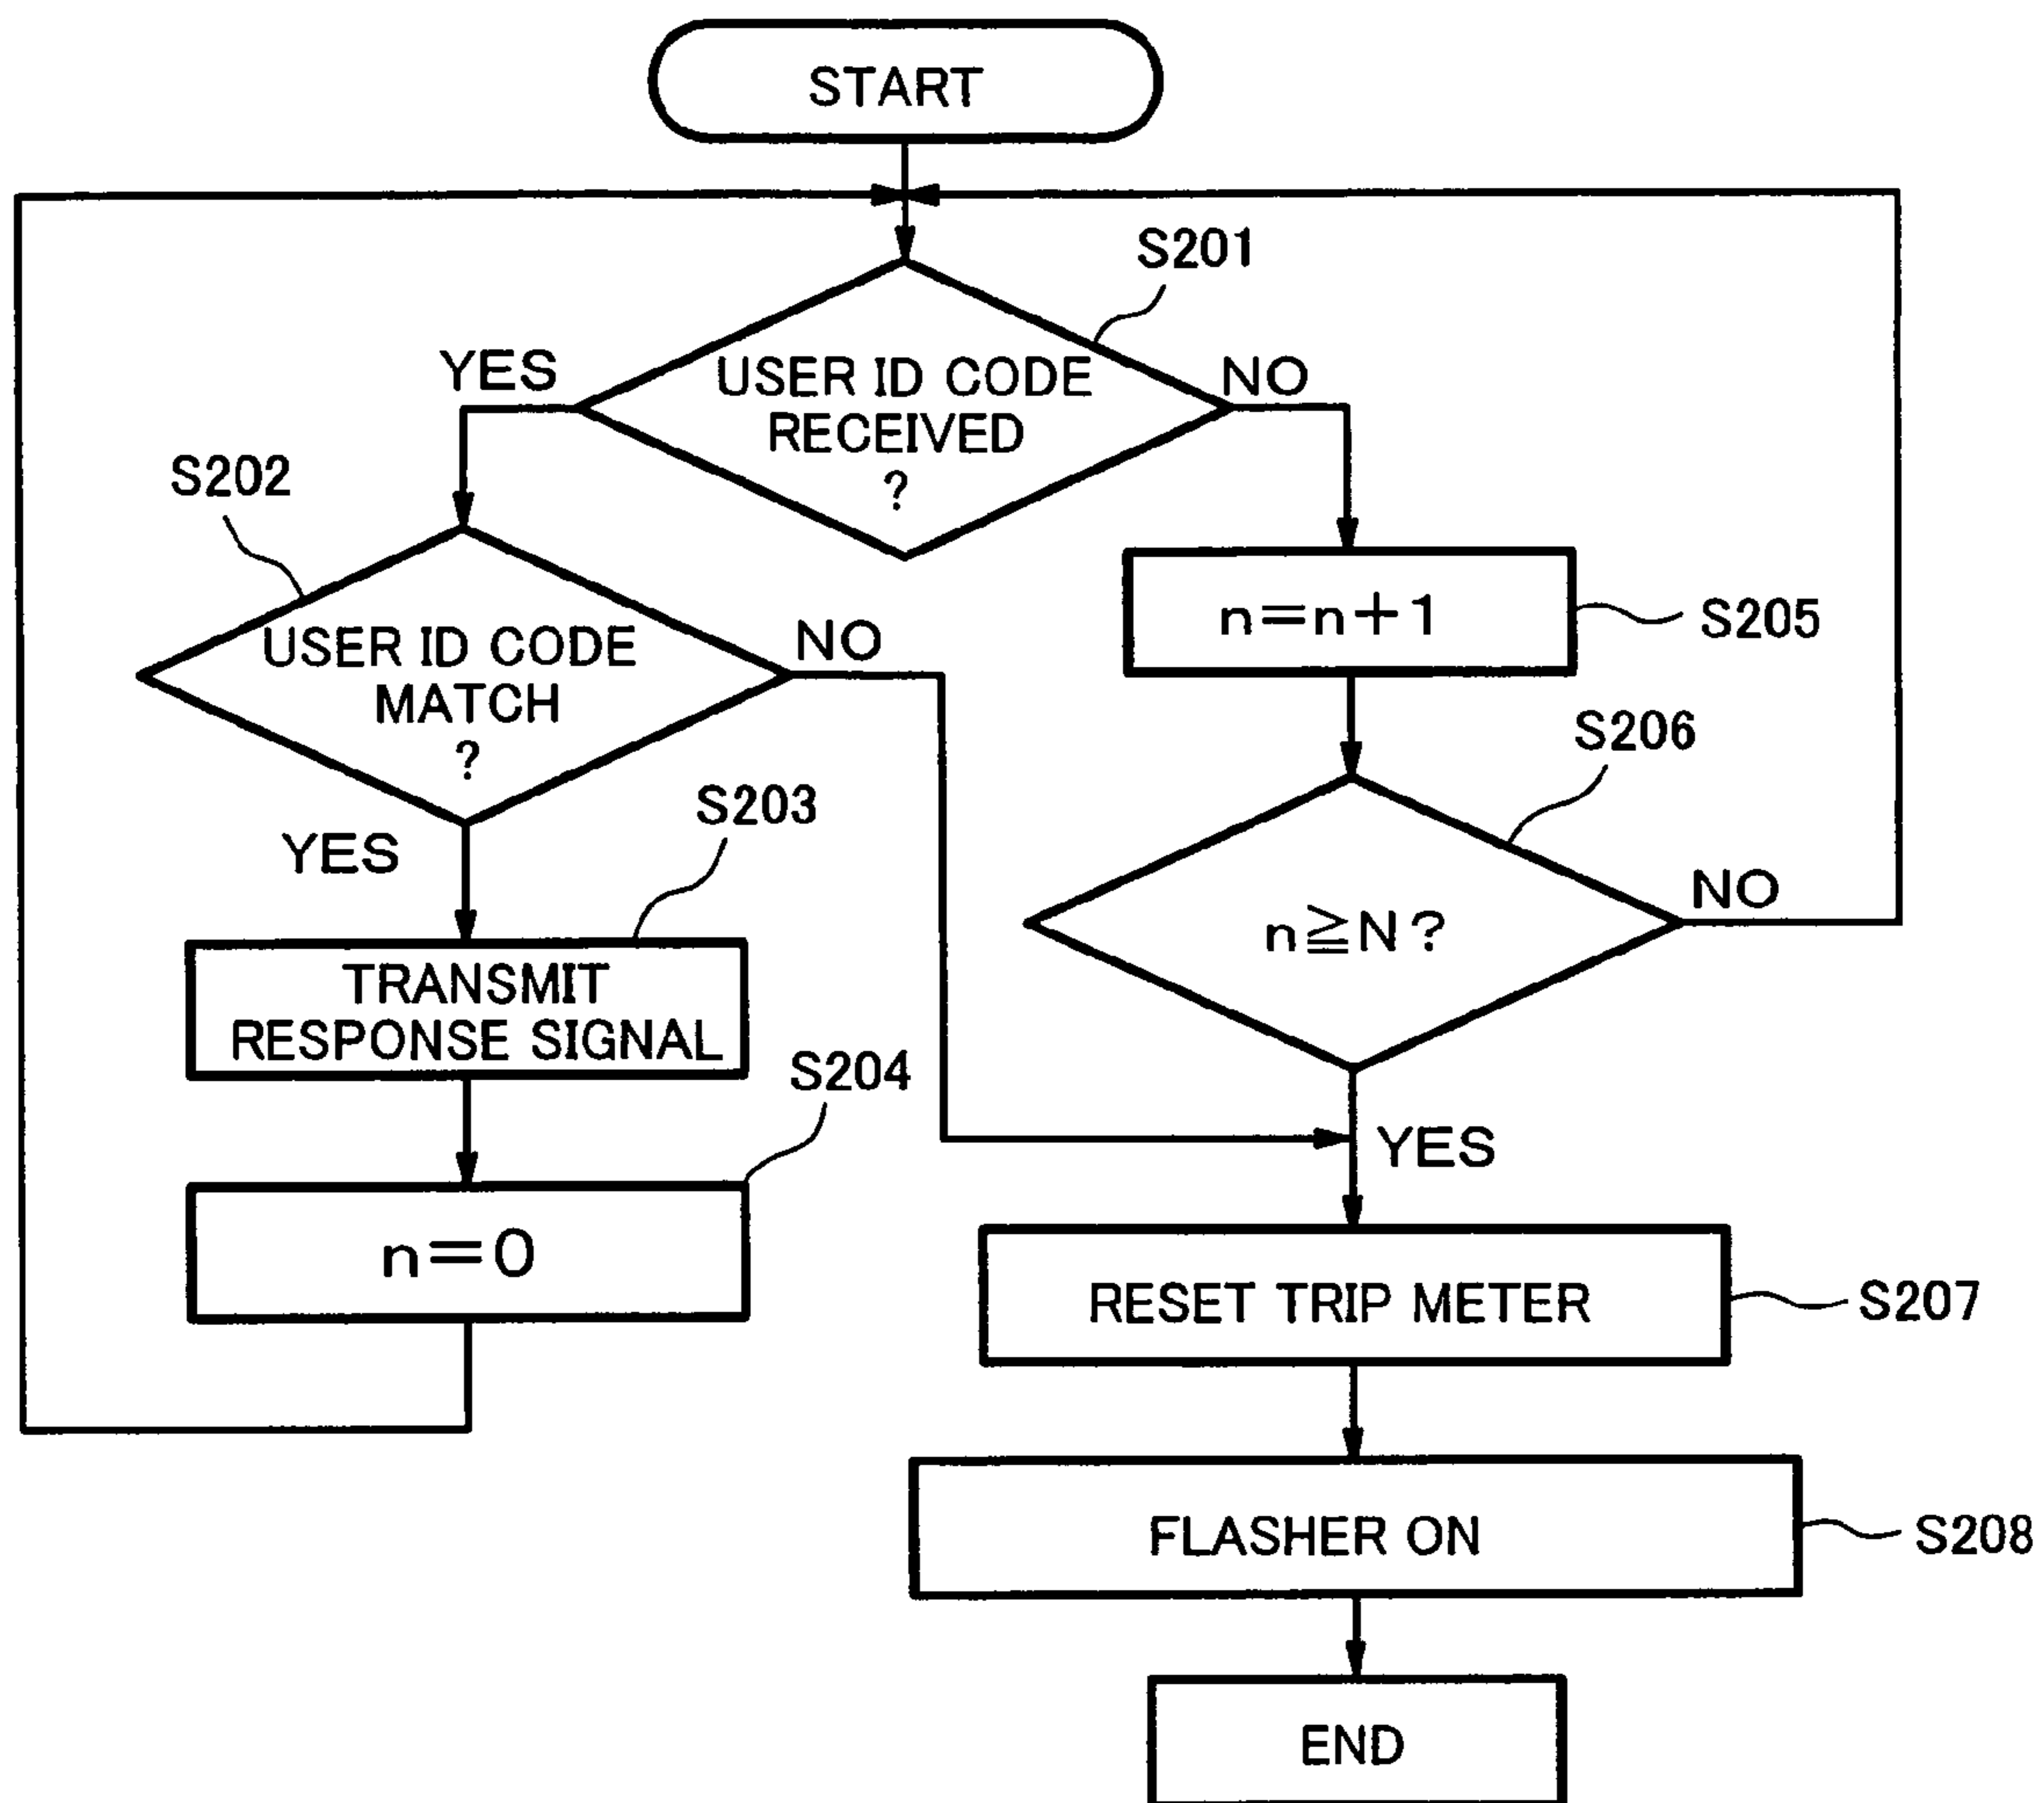 START
S201
YES
USER ID CODE
RECEIVED
?
NO
S202
USER ID CODE
MATCH
?
NO
YES
S203
TRANSMIT
RESPONSE SIGNAL
S204
n=0
n=n+1
S205
S206
n≧N?
NO
YES
RESET TRIP METER
S207
FLASHER ON
S208
END